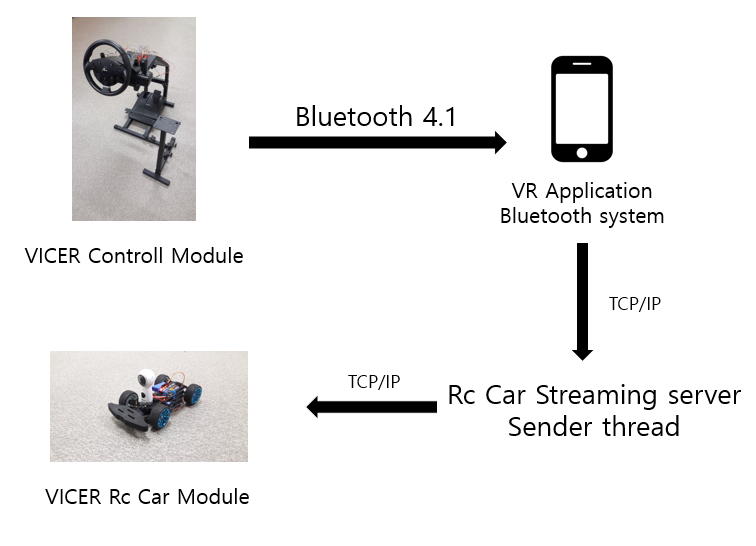 Bluetooth 4.1
VR Application
Bluetooth system
VICER Controll Module
TCP/IP
TCP/IP
Rc Car Streaming server
Sender thread
VICER Rc Car Module